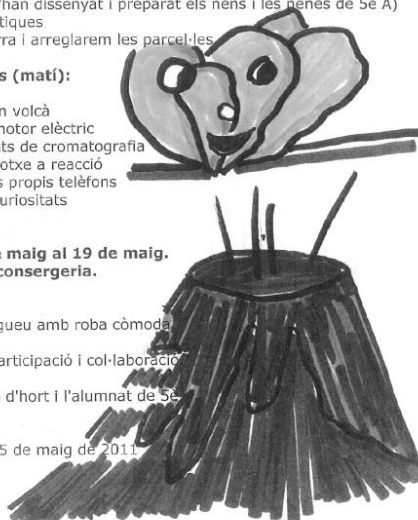 'han dissenyat i preparat els nens i les nenes de 5è A)
tiques
rra i arreglarem les parcel·les
s (matí):
n volcà
notor elèctric
ts de cromatografia
otxe a reacció
s propis telèfons
uriositats
e maig al 19 de maig.
consergeria.
gueu amb roba còmoda
articipació i col·laboració
d'hort i l'alumnat de 5è
5 de maig de 2011